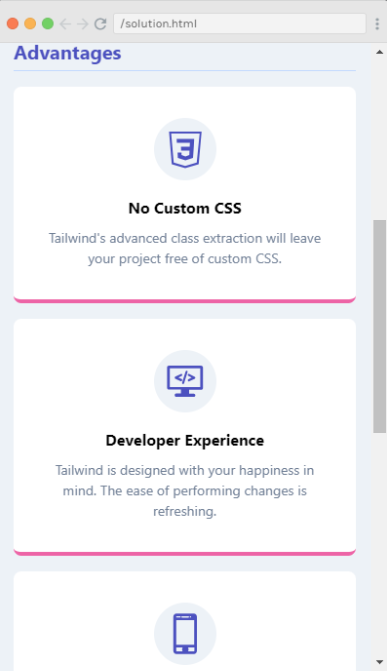 /solution.html
Advantages
3
No Custom CSS
Tailwind's advanced class extraction will leave
your project free of custom CSS.
</>
Developer Experience
Tailwind is designed with your happiness in
mind. The ease of performing changes is
refreshing.